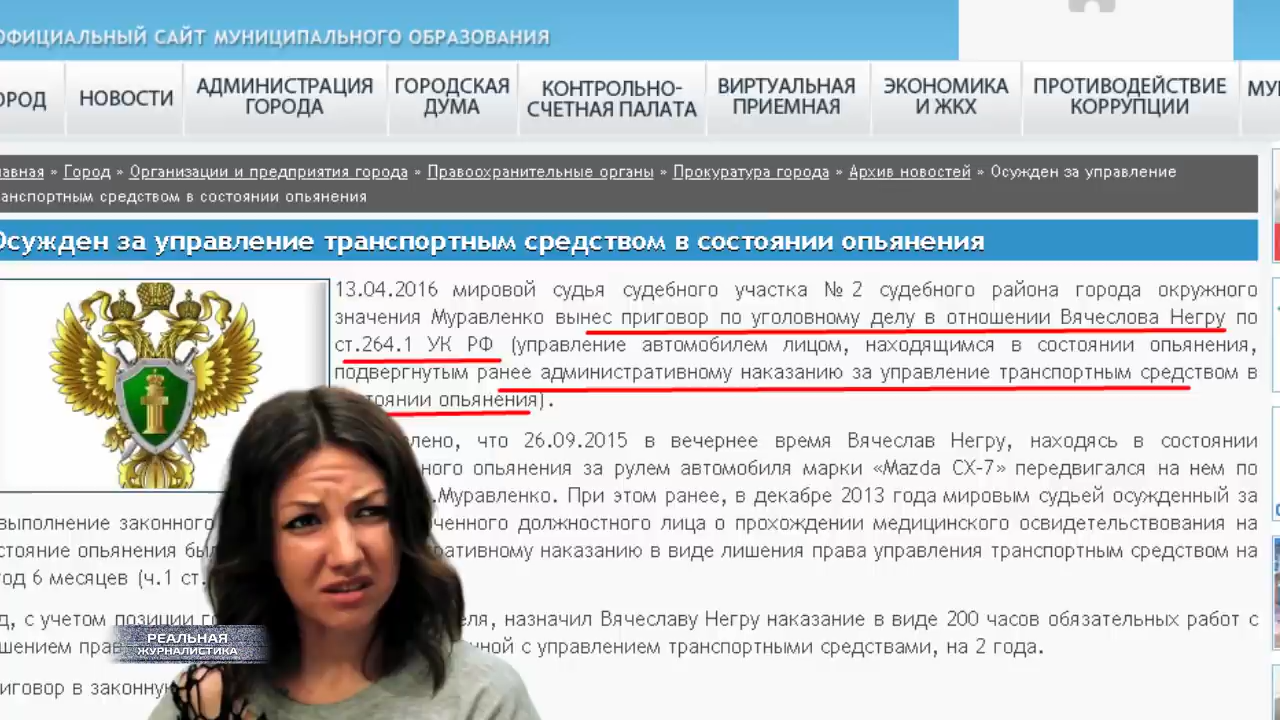 ОФИЦИАЛЬНЫЙ САЙТ МУНИЦИПАЛЬНОГО ОБРАЗОВАНИЯ
ОРОД
НОВОСТИ
АДМИНИСТРАЦИЯ
ГОРОДА
ГОРОДСКАЯ
ДУМА
КОНТРОЛЬНО-
СЧЕТНАЯ ПАЛАТА
ВИРТУАЛЬНАЯ
ПРИЕМНАЯ
ЭКОНОМИКА
И ЖКХ
ПРОТИВОДЕЙСТВИЕ
КОРРУПЦИИ
МУ
лавная » Город » Организации и предприятия города » Правоохранительные органы » Прокуратура города » Архив новостей » Осужден за управление
анспортным средством в состоянии опьянения
Осужден за управление транспортным средством в состоянии опьянения
13.04.2016 мировой судья судебного участка №2 судебного района города окружного
значения Муравленко вынес приговор по уголовному делу в отношении Вячеслова Негру по
ст.264.1 УК РФ (управление автомобилем лицом, находящимся в состоянии опьянения,
подвергнутым ранее административному наказанию за управление транспортным средством в
тоянии опьянения).
лено, что 26.09.2015 в вечернее время Вячеслав Негру, находясь в состоянии
ного опьянения за рулем автомобиля марки «Mazda CX-7» передвигался на нем по
.Муравленко. При этом ранее, в декабре 2013 года мировым судьей осужденный за
выполнение законного ченного должностного лица о прохождении медицинского освидетельствования на
стояние опьянения бы ративному наказанию в виде лишения права управления транспортным средством на
од 6 месяцев (ч.1 ст.
д, с учетом позиции го еля, назначил Вячеславу Негру наказание в виде 200 часов обязательных работ с
шением прав ной с управлением транспортными средствами, на 2 года.
РЕАЛЬНАЯ
ЖУРНАЛИСТИКА
иговор в законную